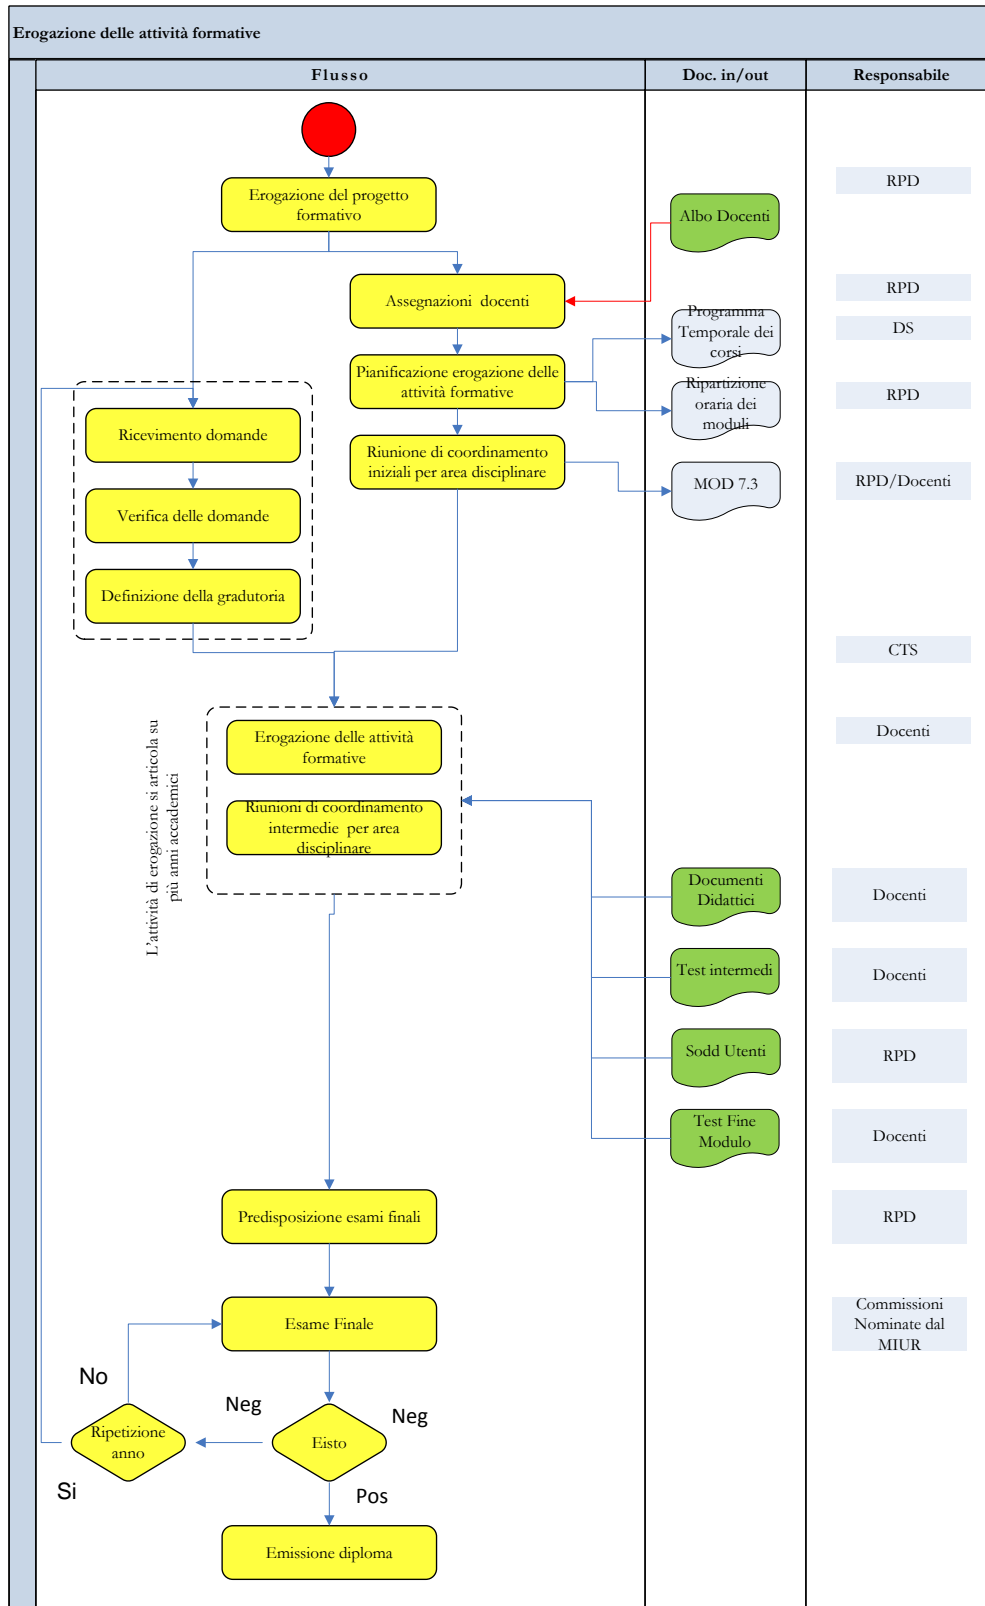 Erogazione delle attività formative
Flusso
Doc. in/out
Responsabile
Erogazione del progetto
formativo
RPD
Albo Docenti
Assegnazioni  docenti
RPD
Programma
Temporale dei
corsi
DS
Pianificazione erogazione delle
attività formative
Ripartizione
oraria dei
moduli
RPD
Ricevimento domande
Riunione di coordinamento
iniziali per area disciplinare
MOD 7.3
RPD/Docenti
Verifica delle domande
Definizione della gradutoria
CTS
L'attività di erogazione si articola su
più anni accademici
Erogazione delle attività
formative
Docenti
Riunioni di coordinamento
intermedie  per area
disciplinare
Documenti
Didattici
Docenti
Test intermedi
Docenti
Sodd Utenti
RPD
Test Fine
Modulo
Docenti
Predisposizione esami finali
RPD
Esame Finale
Commissioni
Nominate dal
MIUR
No
Neg
Neg
Ripetizione
anno
Eisto
Si
Pos
Emissione diploma